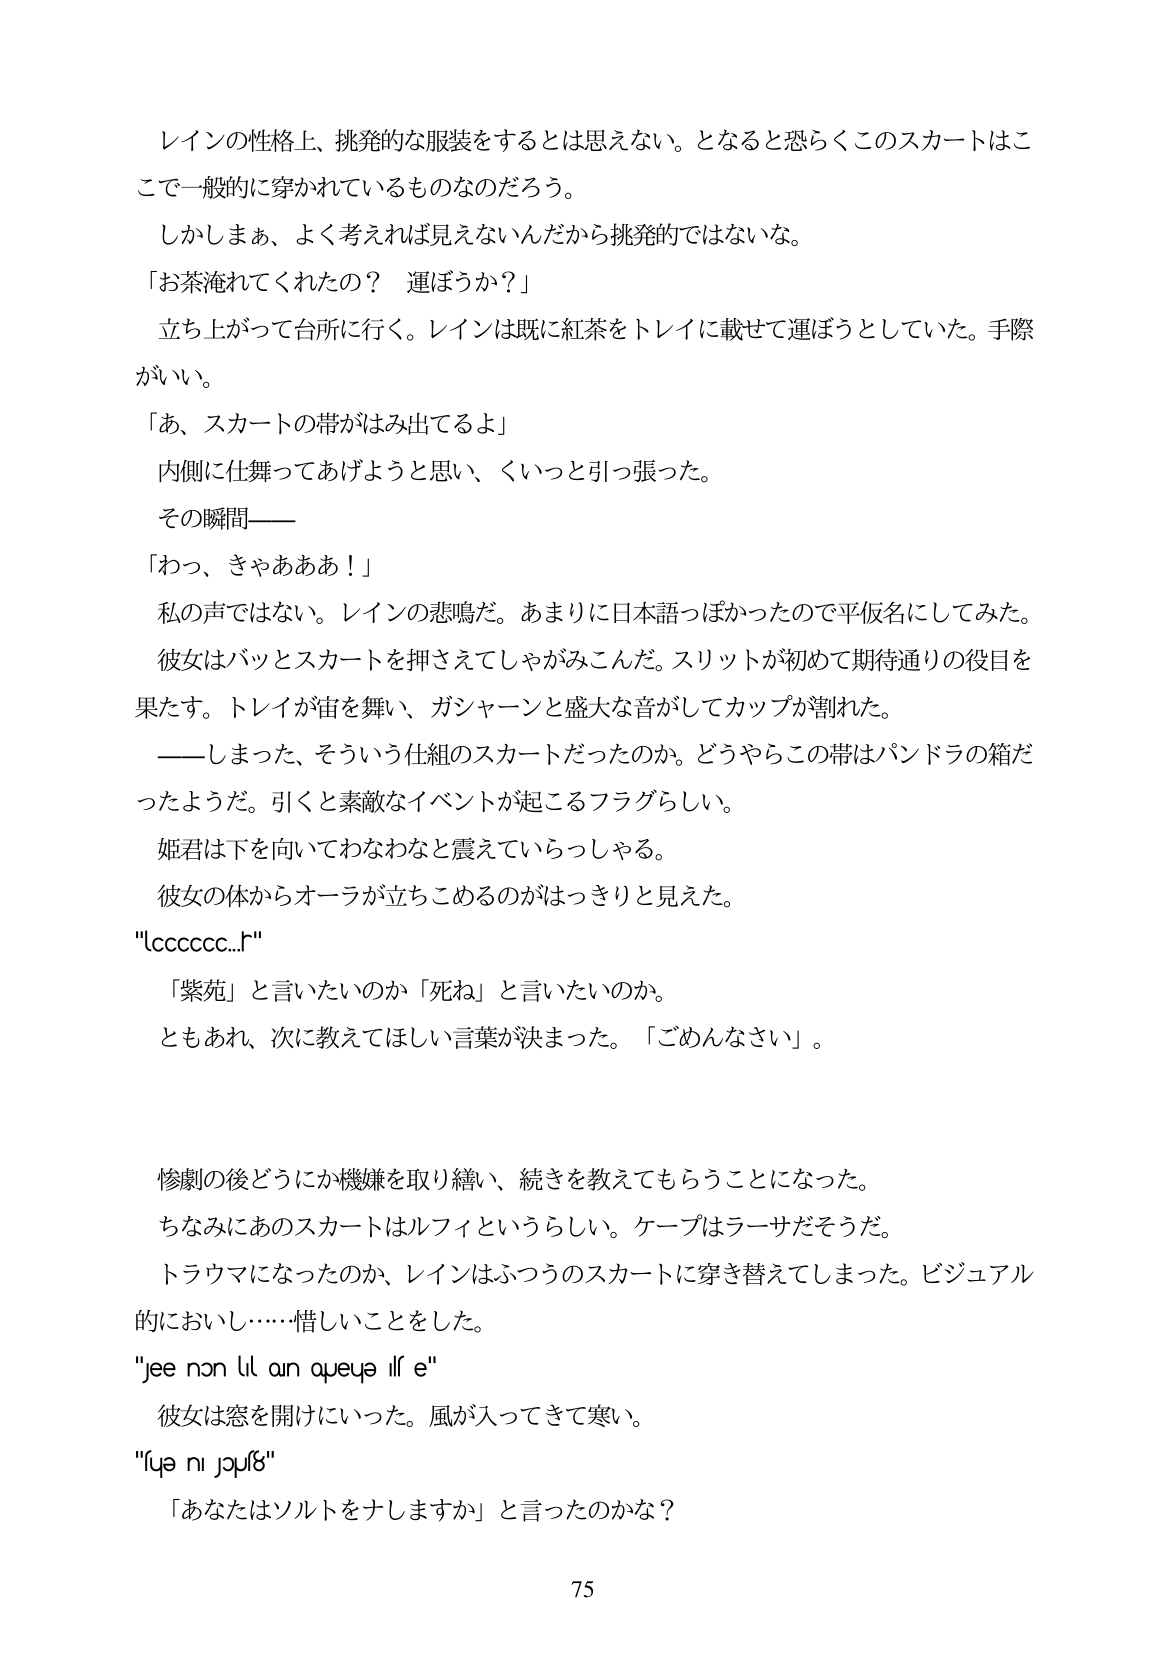 レインの性格上、挑発的な服装をするとは思えない。となると恐らくこのスカートはこ
こで一般的に穿かれているものなのだろう。
しかしまぁ、よく考えれば見えないんだから挑発的ではないな。
「お茶淹れてくれたの？　運ぼうか？」
立ち上がって台所に行く。レインは既に紅茶をトレイに載せて運ぼうとしていた。手際
がいい。
「あ、スカートの帯がはみ出てるよ」
内側に仕舞ってあげようと思い、くいっと引っ張った。
その瞬間――
「わっ、きゃあああ！」
私の声ではない。レインの悲鳴だ。あまりに日本語っぽかったので平仮名にしてみた。
彼女はバッとスカートを押さえてしゃがみこんだ。スリットが初めて期待通りの役目を
果たす。トレイが宙を舞い、ガシャーンと盛大な音がしてカップが割れた。
――しまった、そういう仕組のスカートだったのか。どうやらこの帯はパンドラの箱だ
ったようだ。引くと素敵なイベントが起こるフラグらしい。
姫君は下を向いてわなわなと震えていらっしゃる。
彼女の体からオーラが立ちこめるのがはっきりと見えた。
「紫苑」と言いたいのか「死ね」と言いたいのか。
ともあれ、次に教えてほしい言葉が決まった。「ごめんなさい」。
惨劇の後どうにか機嫌を取り繕い、続きを教えてもらうことになった。
ちなみにあのスカートはルフィというらしい。ケープはラーサだそうだ。
トラウマになったのか、レインはふつうのスカートに穿き替えてしまった。ビジュアル
的においし……惜しいことをした。
彼女は窓を開けにいった。風が入ってきて寒い。
「あなたはソルトをナしますか」と言ったのかな？
75